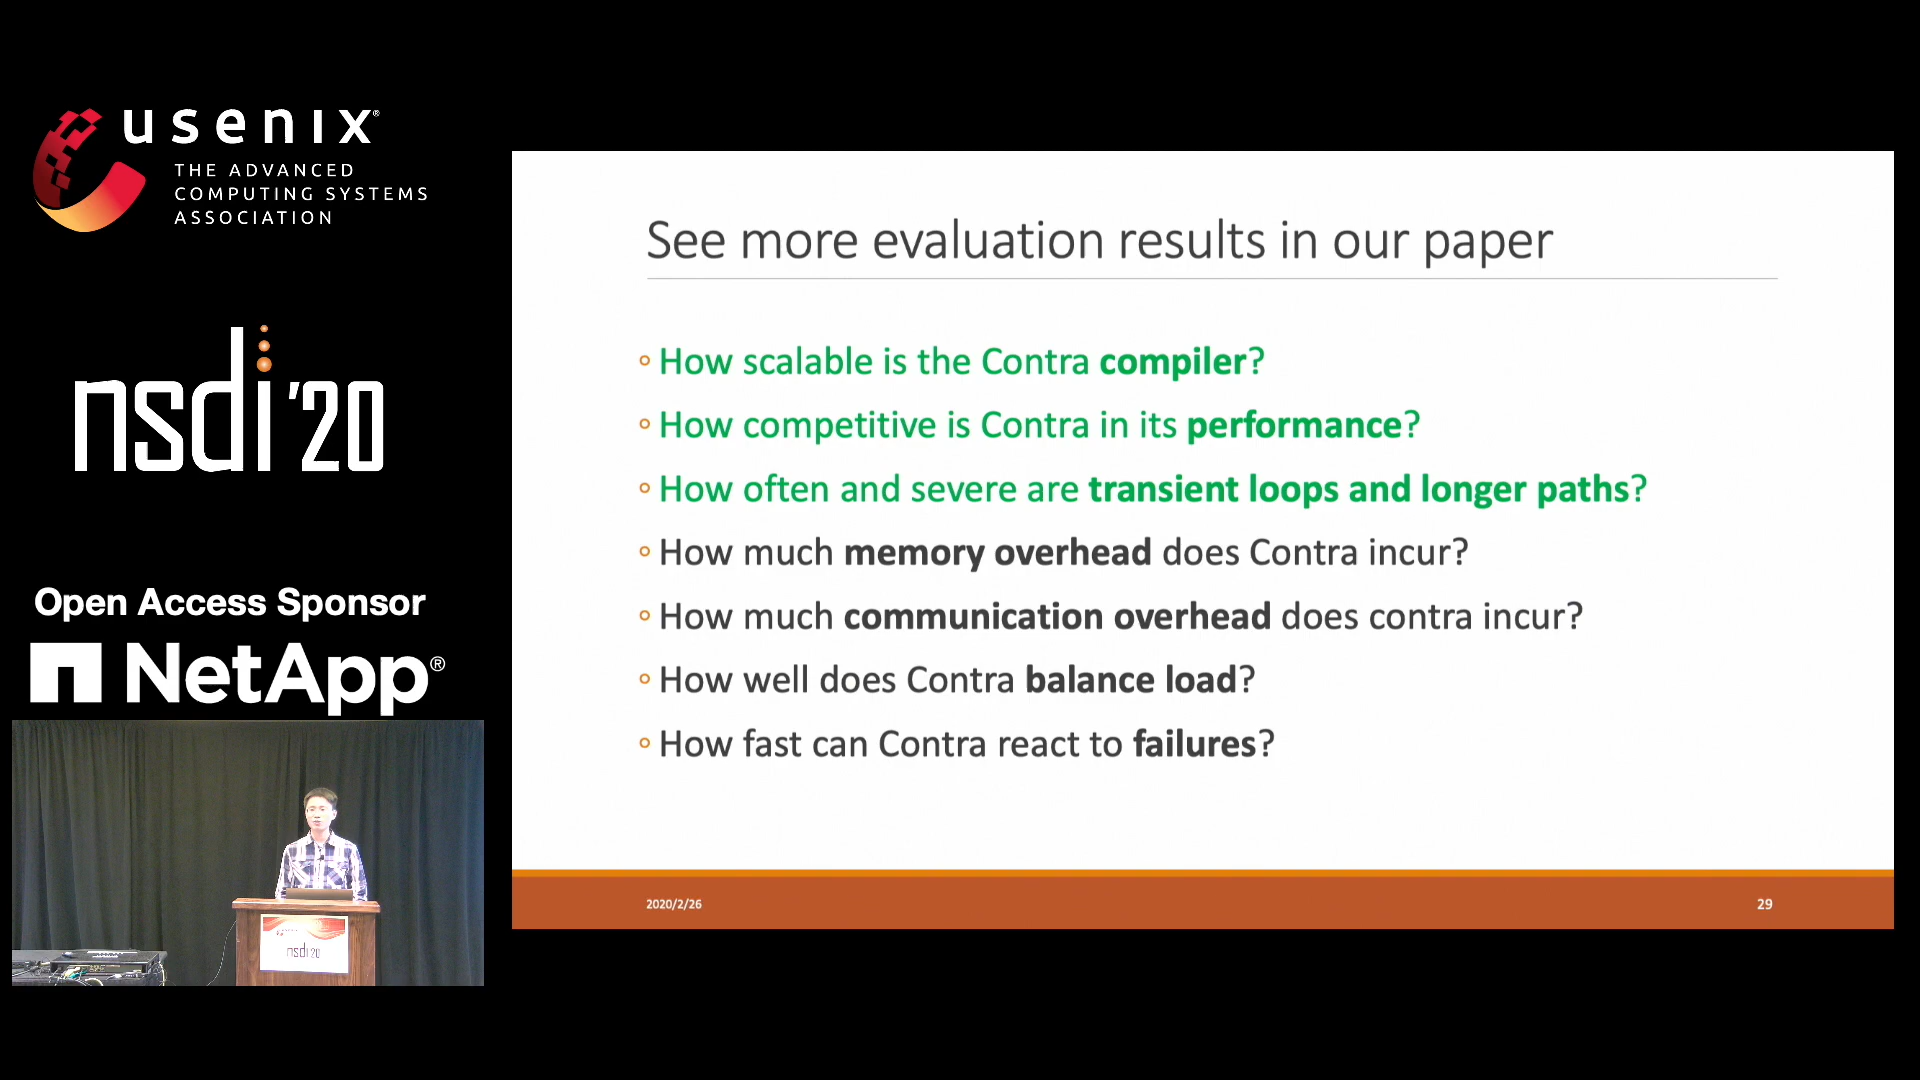 usenix®
THE ADVANCED
COMPUTING SYSTEMS
ASSOCIATION
nsdi '20
Open Access Sponsor
NetApp®
nsdi 20
See more evaluation results in our paper
How scalable is the Contra compiler?
How competitive is Contra in its performance?
How often and severe are transient loops and longer paths?
How much memory overhead does Contra incur?
How much communication overhead does contra incur?
How well does Contra balance load?
How fast can Contra react to failures?
2020/2/26
29